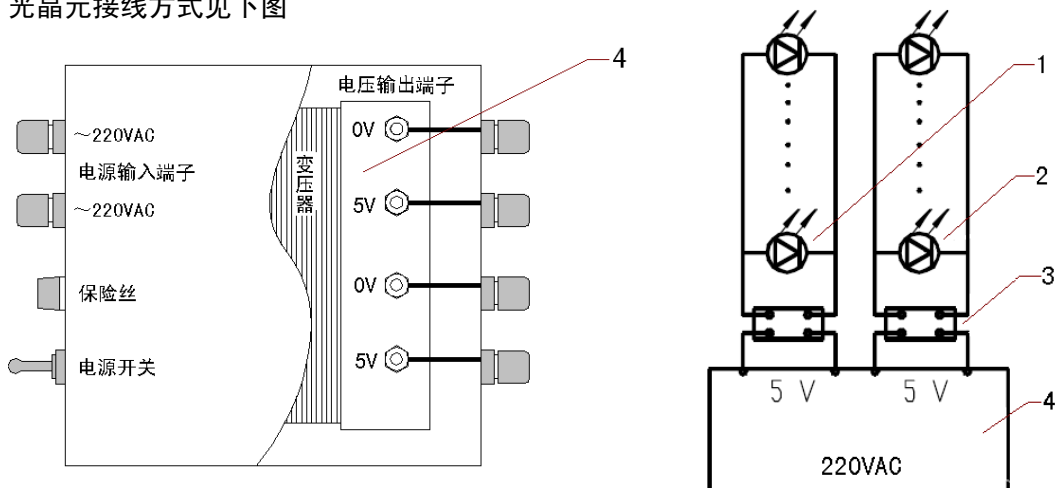 光晶元接线方式见下图
4
电压输出端子
~220VAC
0V
电源输入端子
变压器
~220VAC
5V
保险丝
0V
电源开关
5V
1
2
3
5 V
5 V
4
220VAC